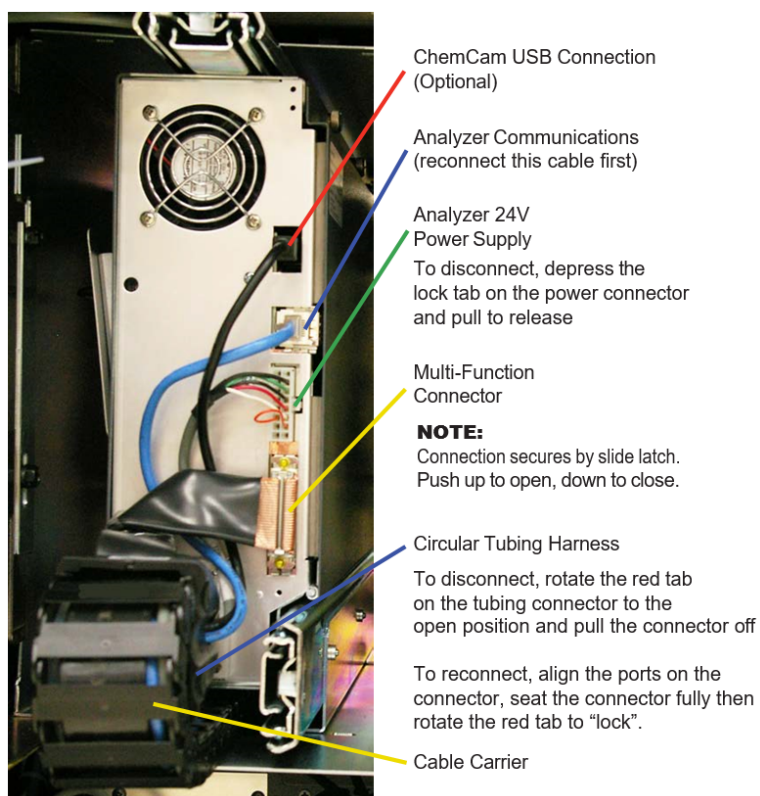 ChemCam USB Connection
(Optional)
Analyzer Communications
(reconnect this cable first)
Analyzer 24V
Power Supply
To disconnect, depress the
lock tab on the power connector
and pull to release
Multi-Function
Connector
NOTE:
Connection secures by slide latch.
Push up to open, down to close.
Circular Tubing Harness
To disconnect, rotate the red tab
on the tubing connector to the
open position and pull the connector off
To reconnect, align the ports on the
connector, seat the connector fully then
rotate the red tab to “lock”.
Cable Carrier